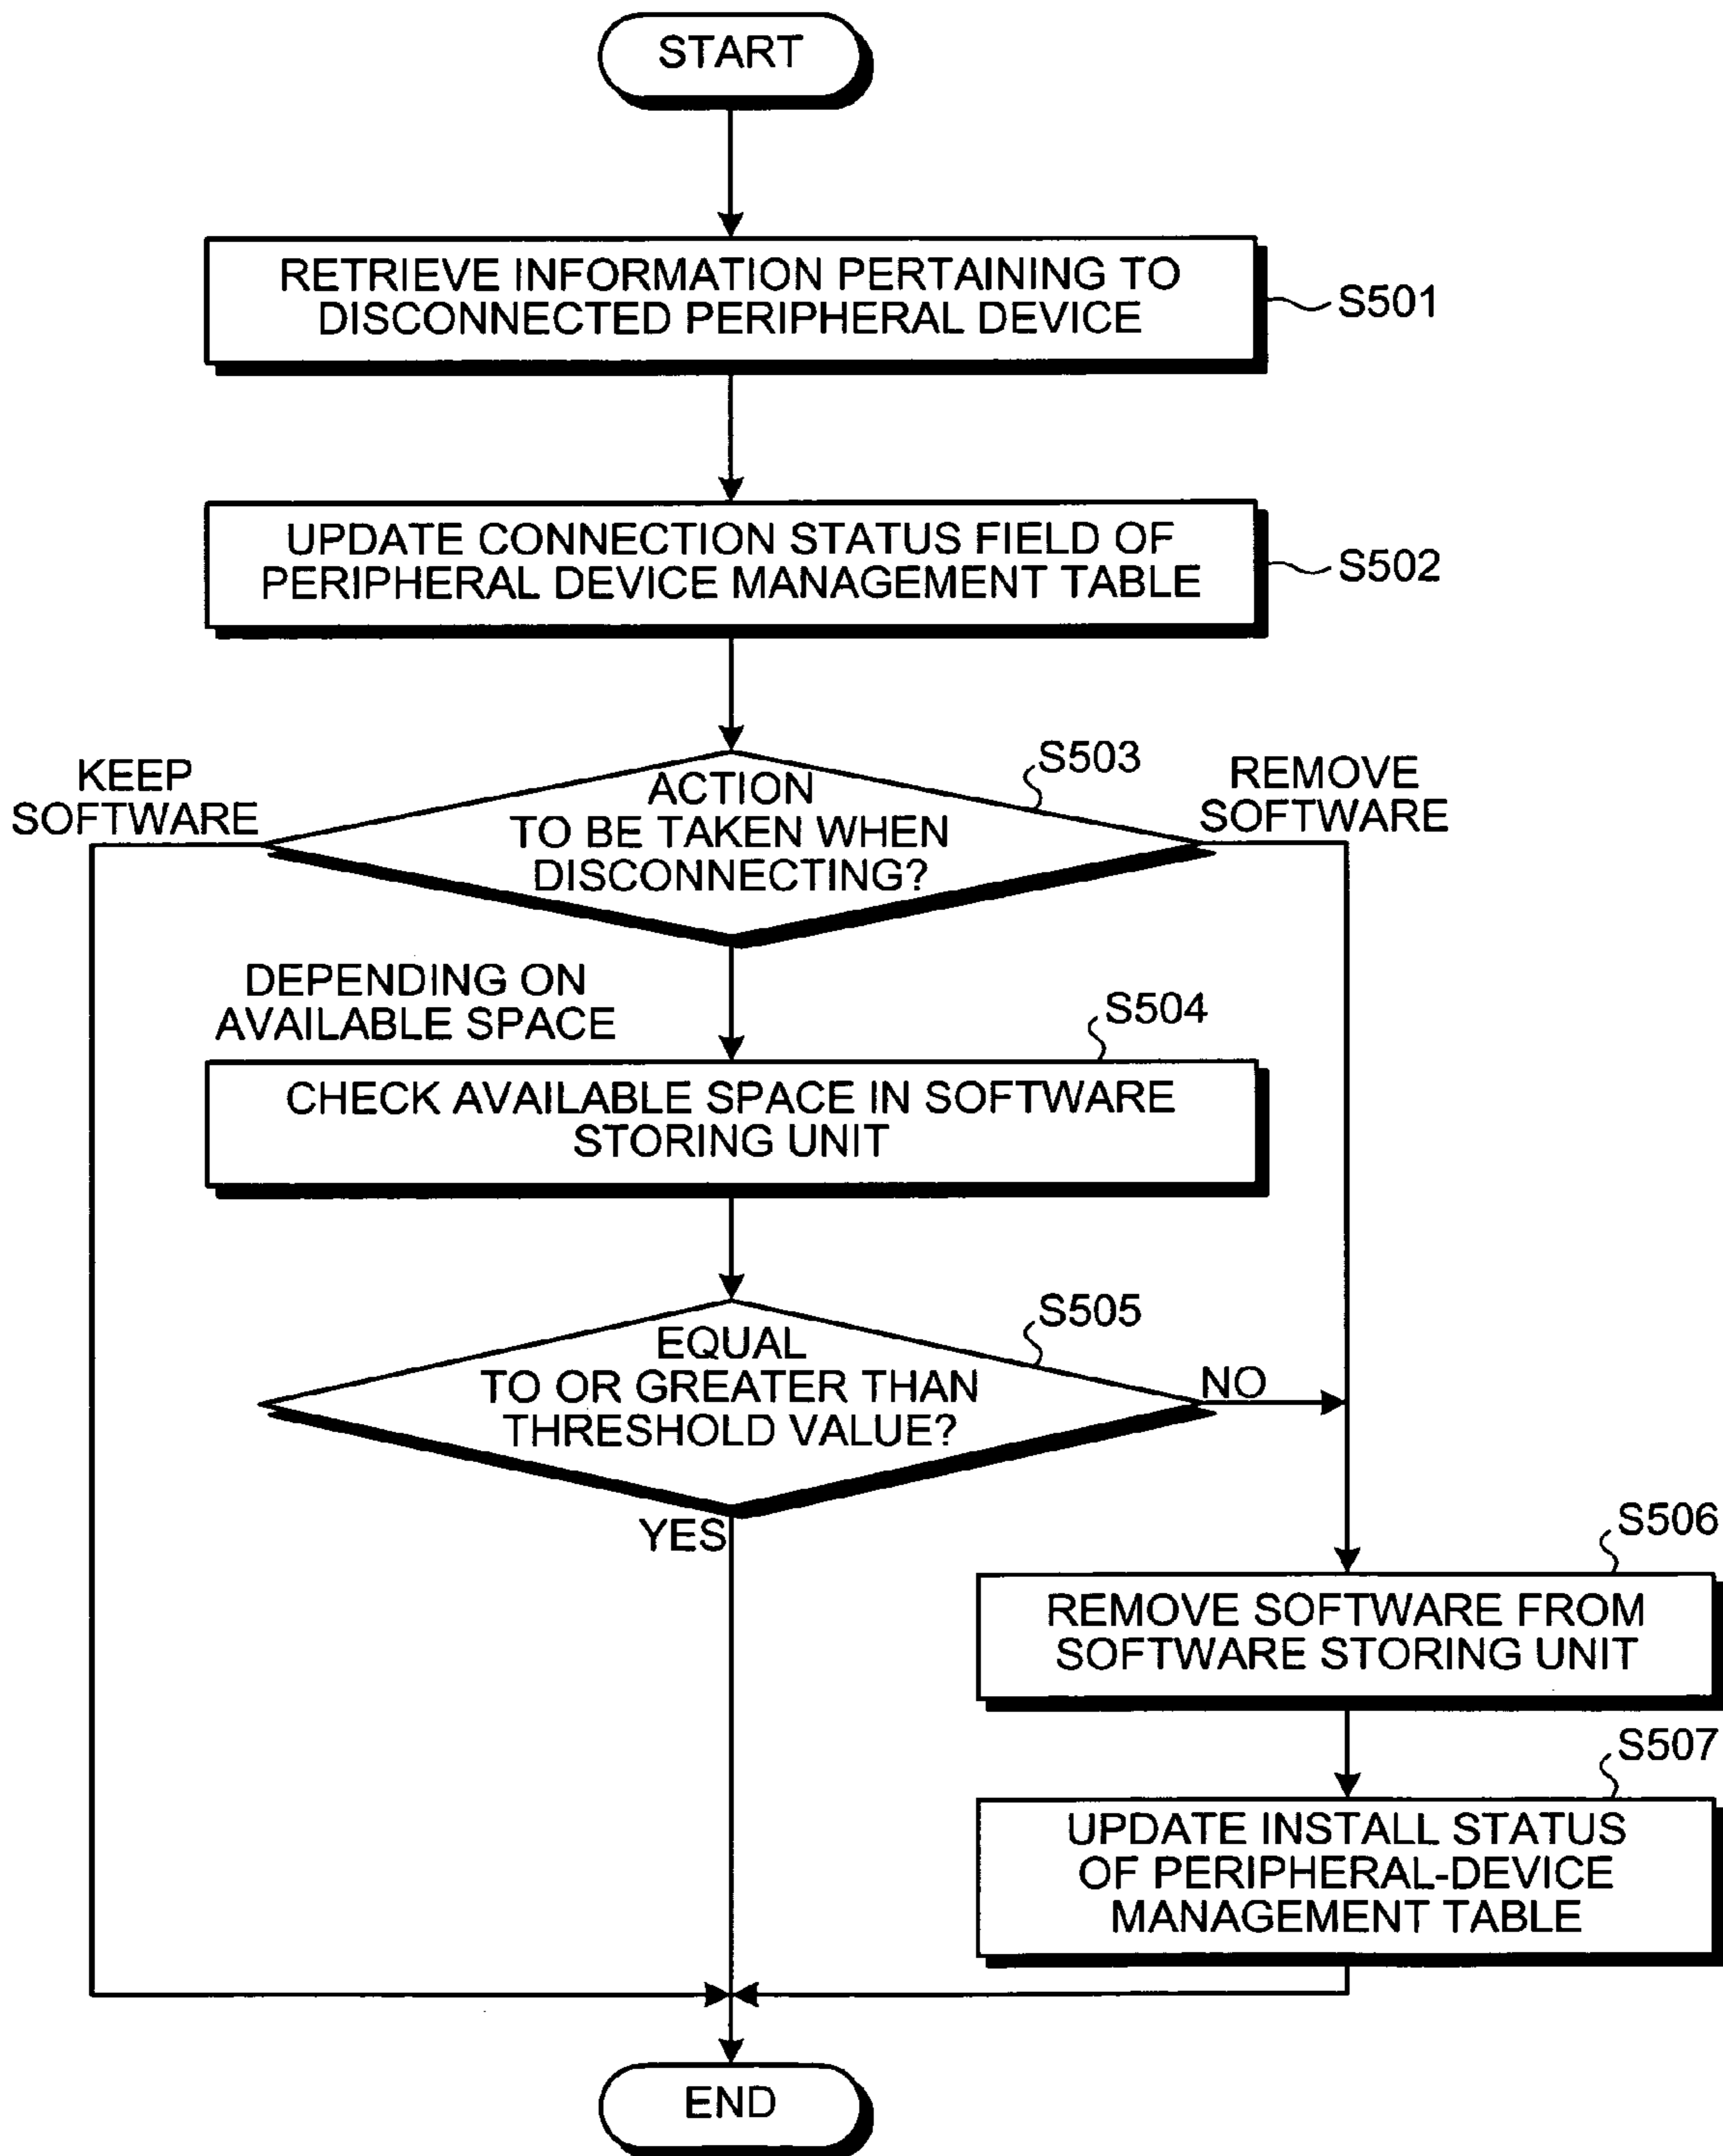 START
RETRIEVE INFORMATION PERTAINING TO
DISCONNECTED PERIPHERAL DEVICE
S501
UPDATE CONNECTION STATUS FIELD OF
PERIPHERAL DEVICE MANAGEMENT TABLE
S502
KEEP
SOFTWARE
ACTION
TO BE TAKEN WHEN
DISCONNECTING?
S503
REMOVE
SOFTWARE
DEPENDING ON
AVAILABLE SPACE
S504
CHECK AVAILABLE SPACE IN SOFTWARE
STORING UNIT
S505
EQUAL
TO OR GREATER THAN
THRESHOLD VALUE?
NO
YES
S506
REMOVE SOFTWARE FROM
SOFTWARE STORING UNIT
S507
UPDATE INSTALL STATUS
OF PERIPHERAL-DEVICE
MANAGEMENT TABLE
END